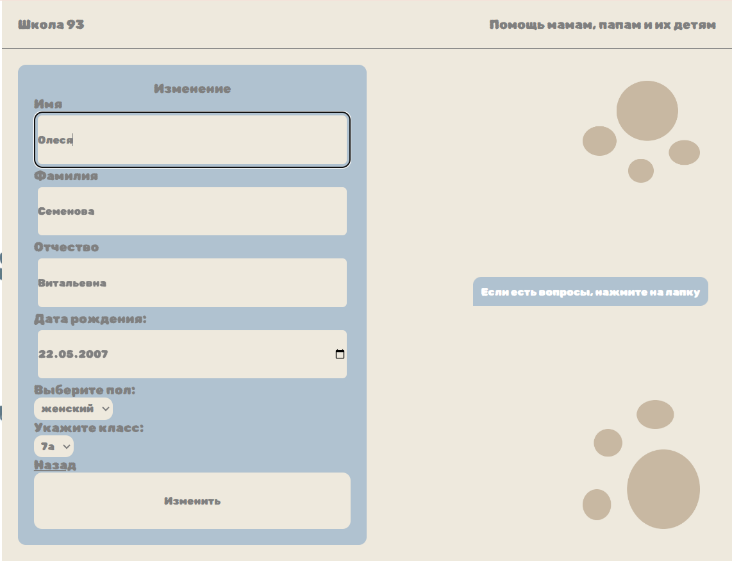 Школа 93
Помощь мамам, папам и их детям
Изменение
Имя
Олеся
Фамилия
Семенова
Отчество
Витальевна
Дата рождения:
22.05.2007
Выберите пол:
женский
Укажите класс:
7а
Назад
Изменить
Если есть вопросы, нажмите на лапку